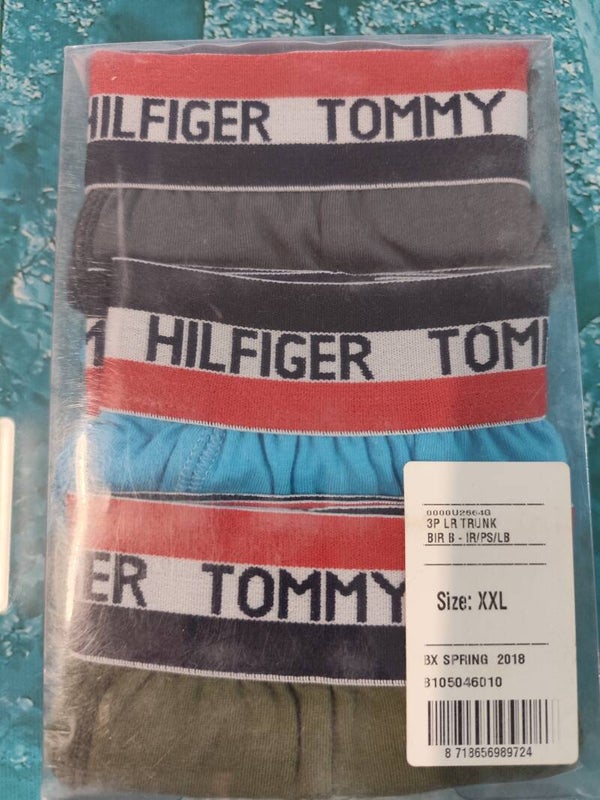 HILFIGER TOMMY
HILFIGER TOM
ER TOMMY
0000U2564G
3P LR TRUNK
BIR B - IR/PS/LB
Size: XXL
BX SPRING 2018
8105046010
8 718656989724